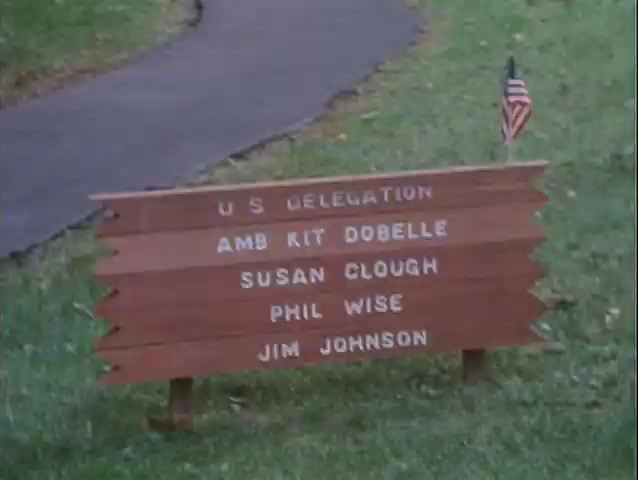 U S DELEGATION
AMB KIT DOBELLE
SUSAN CLOUGH
PHIL WISE
JIM JOHNSON